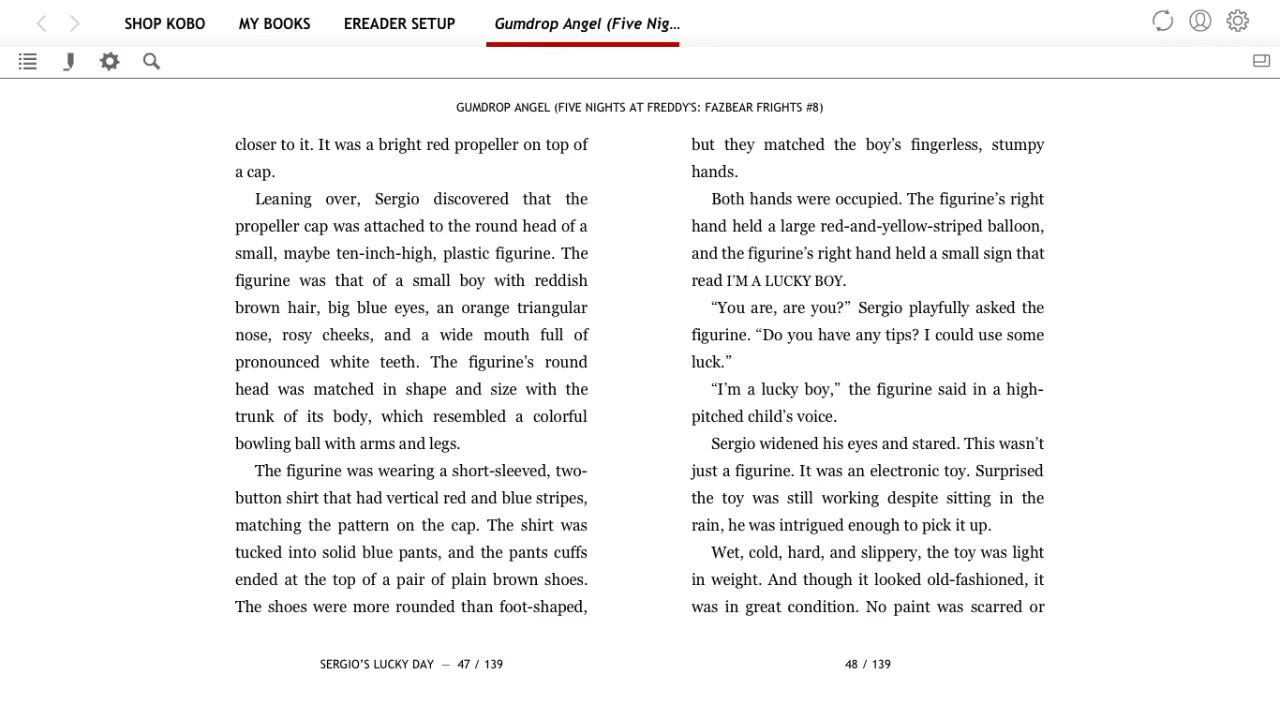 SHOP KOBO
MY BOOKS
EREADER SETUP
Gumdrop Angel (Five Nig...
GUMDROP ANGEL (FIVE NIGHTS AT FREDDY'S: FAZBEAR FRIGHTS #8)
closer to it. It was a bright red propeller on top of
a cap.
Leaning over, Sergio discovered that the
propeller cap was attached to the round head of a
small, maybe ten-inch-high, plastic figurine. The
figurine was that of a small boy with reddish
brown hair, big blue eyes, an orange triangular
nose, rosy cheeks, and a wide mouth full of
pronounced white teeth. The figurine’s round
head was matched in shape and size with the
trunk of its body, which resembled a colorful
bowling ball with arms and legs.
The figurine was wearing a short-sleeved, two-
button shirt that had vertical red and blue stripes,
matching the pattern on the cap. The shirt was
tucked into solid blue pants, and the pants cuffs
ended at the top of a pair of plain brown shoes.
The shoes were more rounded than foot-shaped,
SERGIO’S LUCKY DAY — 47 / 139
but they matched the boy’s fingerless, stumpy
hands.
Both hands were occupied. The figurine’s right
hand held a large red-and-yellow-striped balloon,
and the figurine’s right hand held a small sign that
read I’M A LUCKY BOY.
“You are, are you?” Sergio playfully asked the
figurine. “Do you have any tips? I could use some
luck.”
“I’m a lucky boy,” the figurine said in a high-
pitched child’s voice.
Sergio widened his eyes and stared. This wasn’t
just a figurine. It was an electronic toy. Surprised
the toy was still working despite sitting in the
rain, he was intrigued enough to pick it up.
Wet, cold, hard, and slippery, the toy was light
in weight. And though it looked old-fashioned, it
was in great condition. No paint was scarred or
48 / 139